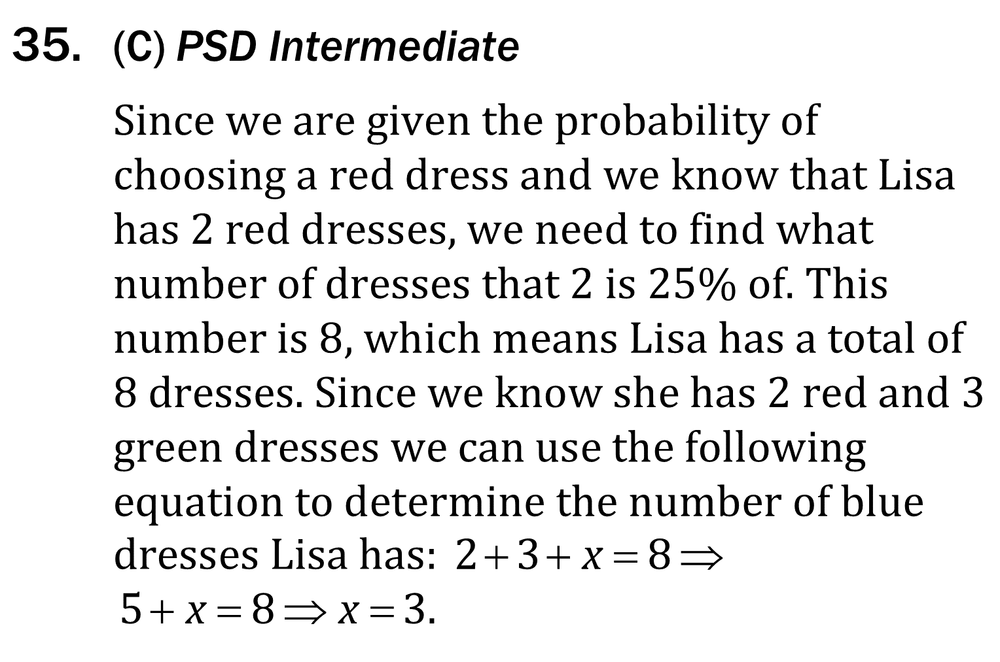 35. (C) PSD Intermediate
Since we are given the probability of
choosing a red dress and we know that Lisa
has 2 red dresses, we need to find what
number of dresses that 2 is 25% of. This
number is 8, which means Lisa has a total of
8 dresses. Since we know she has 2 red and 3
green dresses we can use the following
equation to determine the number of blue
dresses Lisa has: 2+3+x=8⇒
5+x=8⇒x=3.